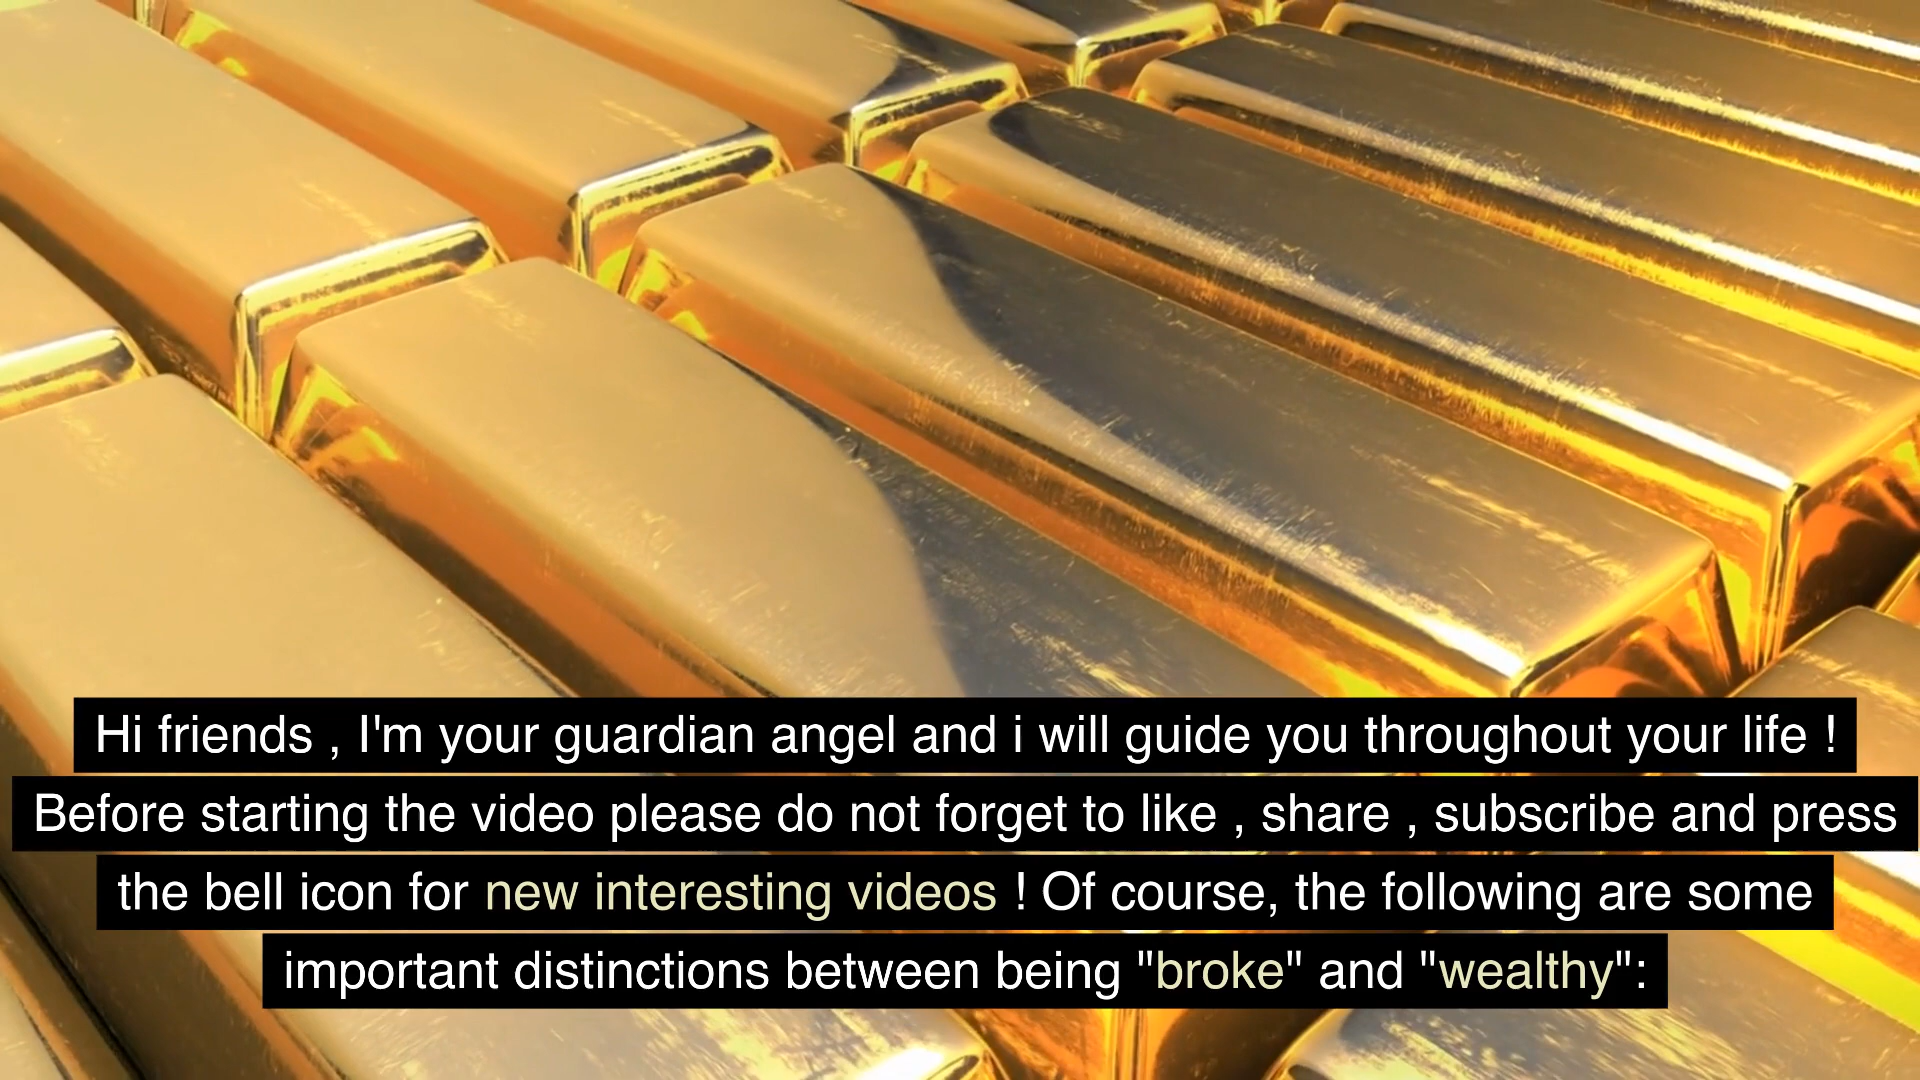 Hi friends , I'm your guardian angel and i will guide you throughout your life !
Before starting the video please do not forget to like , share , subscribe and press
the bell icon for new interesting videos ! Of course, the following are some
important distinctions between being "broke" and "wealthy":